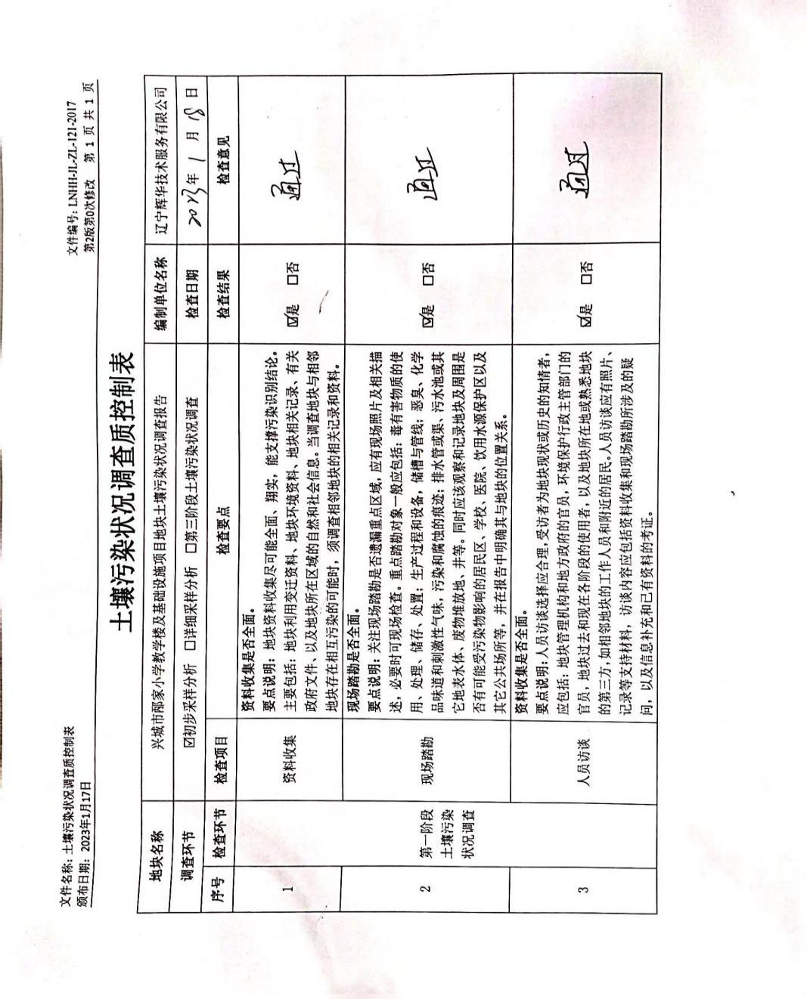 文件名称：土壤污染状况调查质控制表
文件编号：LNHH-JL-ZL-121-2017
颁布日期：2023年1月17日
第2版第0次修改 第 1 页 共 1 页
土壤污染状况调查质控制表
地块名称 兴城市邴家小学教学楼及基础设施项目地块土壤污染状况调查报告 编制单位名称 辽宁辉华技术服务有限公司
调查环节 ☑初步采样分析 ☐详细采样分析 ☐第三阶段土壤污染状况调查 检查日期 2023年 1 月 18 日
序号 检查环节 检查项目 检查要点 检查结果 检查意见
1
第一阶段
土壤污染
状况调查
资料收集
资料收集是否全面。
要点说明：地块资料收集尽可能全面、翔实，能支撑污染识别结论。
主要包括：地块利用变迁资料、地块环境资料、地块相关记录、有关
政府文件、以及地块所在区域的自然和社会信息。当调查地块与相邻
地块存在相互污染的可能时，须调查相邻地块的相关记录和资料。
☑是 ☐否
通过
2
现场踏勘
现场踏勘是否全面。
要点说明：关注现场踏勘是否遗漏重点区域，应有现场照片及相关描
述，必要时可现场检查。重点踏勘对象一般应包括：毒有害物质的使
用、处理、储存、处置；生产过程和设备，储槽与管线；恶臭、化学
品味道和刺激性气味，污染和腐蚀的痕迹；排水管或渠、污水池或其
它地表水体、废物堆放地、井等。同时应该观察和记录地块及周围是
否有可能受污染物影响的居民区、学校、医院、饮用水源保护区以及
其它公共场所等，并在报告中明确其与地块的位置关系。
☑是 ☐否
通过
3
人员访谈
资料收集是否全面。
要点说明：人员访谈选择应合理，受访者为地块现状或历史的知情者，
应包括：地块管理机构和地方政府的官员，环境保护行政主管部门的
官员，地块过去和现在各阶段的使用者，以及地块所在地或熟悉地块
的第三方，如相邻地块的工作人员和附近的居民。人员访谈应有照片、
记录等支持材料，访谈内容应包括资料收集和现场踏勘所涉及的疑
问，以及信息补充和已有资料的考证。
☑是 ☐否
通过